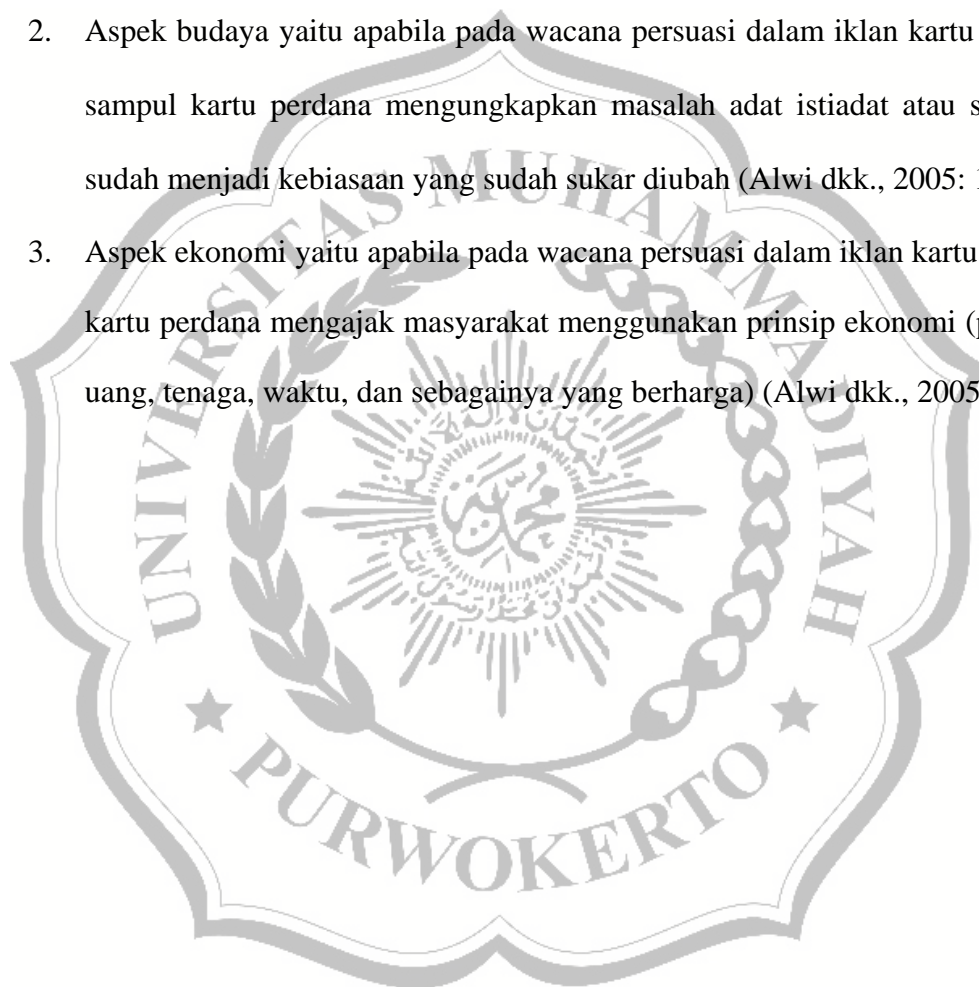 2. Aspek budaya yaitu apabila pada wacana persuasi dalam iklan kartu
sampul kartu perdana mengungkapkan masalah adat istiadat atau s
sudah menjadi kebiasaan yang sudah sukar diubah (Alwi dkk., 2005: 1
3. Aspek ekonomi yaitu apabila pada wacana persuasi dalam iklan kartu
kartu perdana mengajak masyarakat menggunakan prinsip ekonomi (p
uang, tenaga, waktu, dan sebagainya yang berharga) (Alwi dkk., 2005
UNIVERSITAS MUHAMMADIYAH
PURWOKERTO